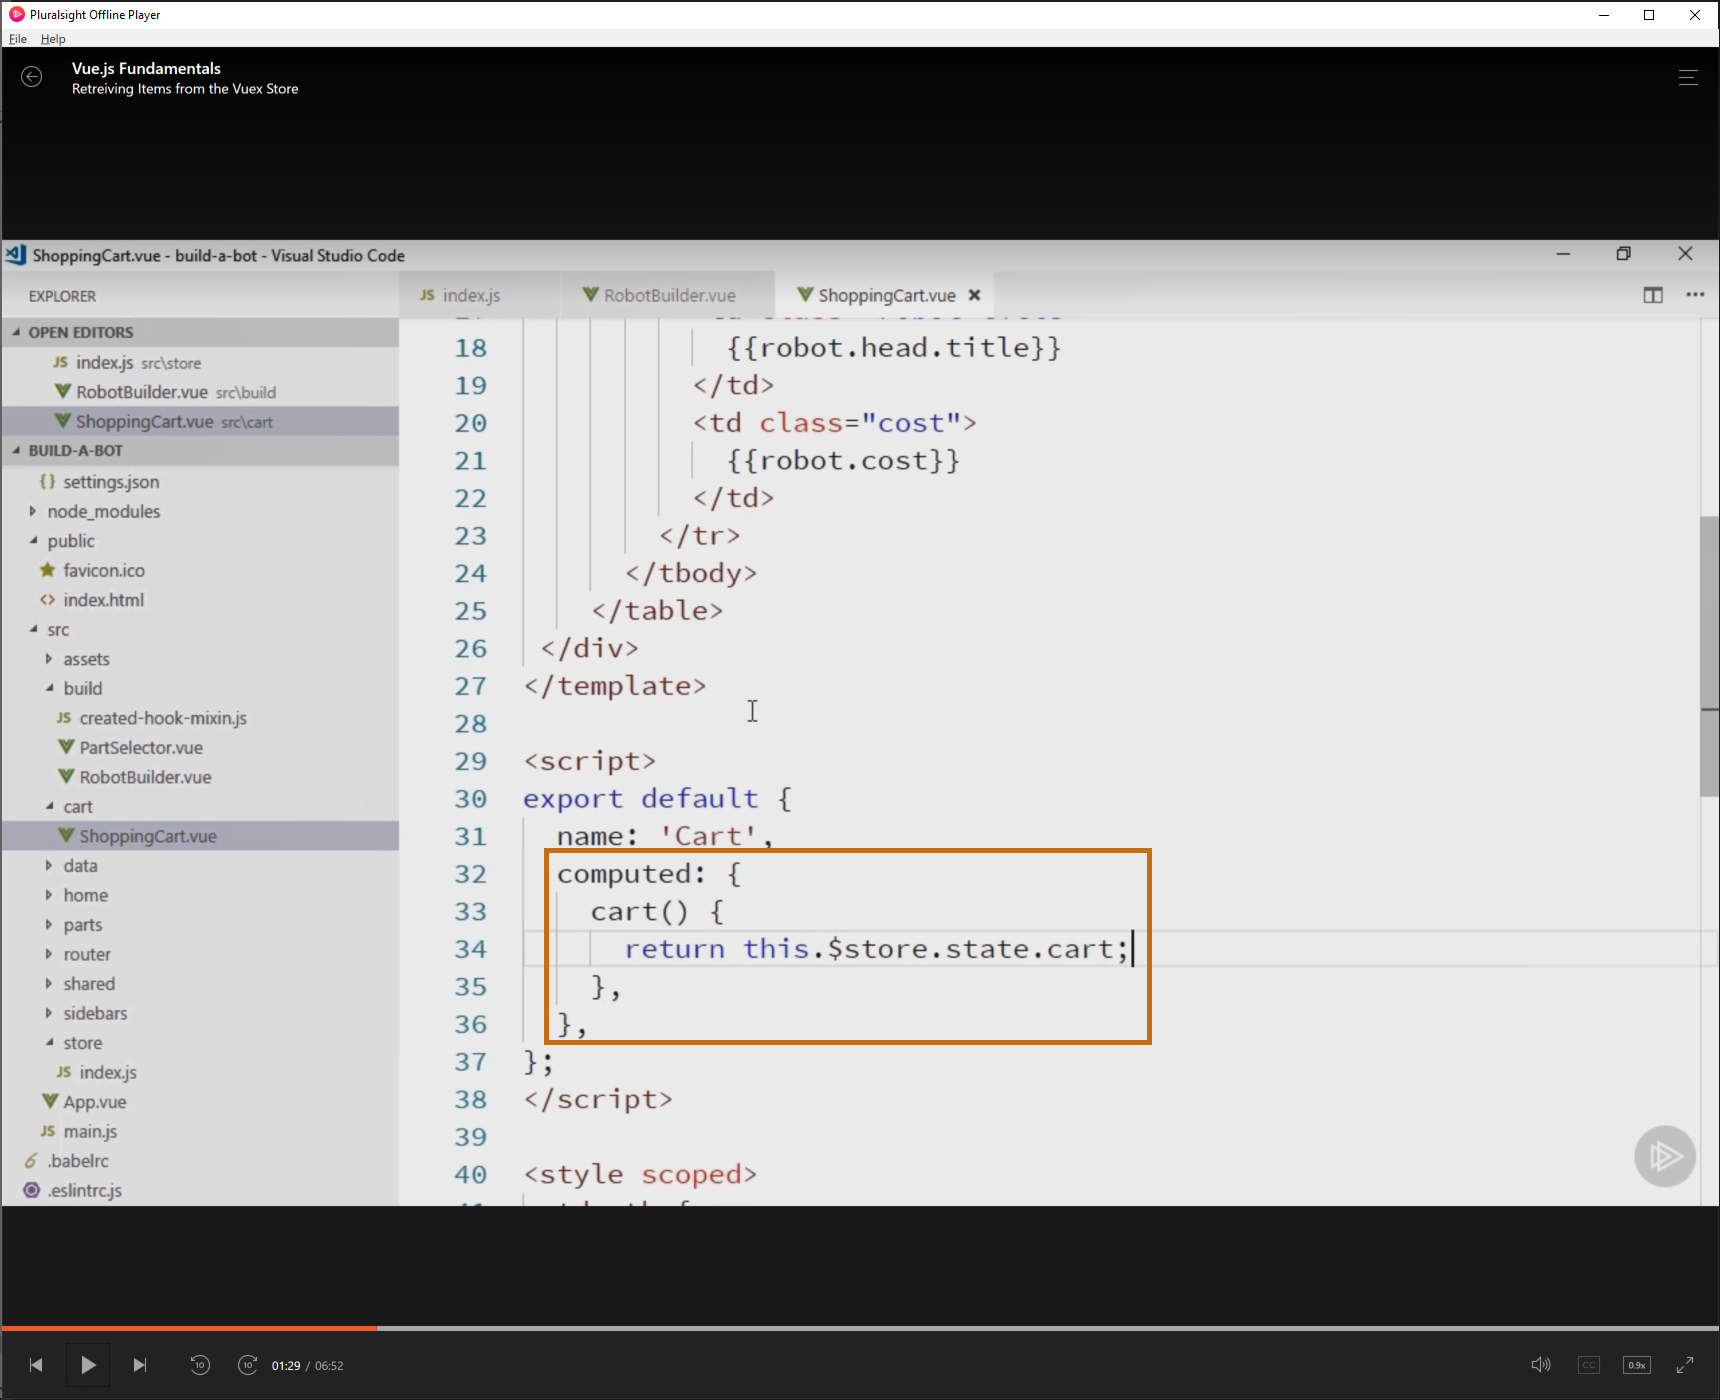 Pluralsight Offline Player
File Help
Vue.js Fundamentals
Retreiving Items from the Vuex Store
ShoppingCart.vue - build-a-bot - Visual Studio Code
EXPLORER
OPEN EDITORS
JS index.js src\store
RobotBuilder.vue src\build
ShoppingCart.vue src\cart
BUILD-A-BOT
{} settings.json
node_modules
public
favicon.ico
<> index.html
src
assets
build
JS created-hook-mixin.js
PartSelector.vue
RobotBuilder.vue
cart
ShoppingCart.vue
data
home
parts
router
shared
sidebars
store
JS index.js
App.vue
JS main.js
.babelrc
.eslintrc.js
JS index.js
RobotBuilder.vue
ShoppingCart.vue
18 {{robot.head.title}}
19 </td>
20 <td class="cost">
21 {{robot.cost}}
22 </td>
23 </tr>
24 </tbody>
25 </table>
26 </div>
27 </template>
28
29 <script>
30 export default {
31 name: 'Cart',
32 computed: {
33 cart() {
34 return this.$store.state.cart;
35 },
36 },
37 };
38 </script>
39
40 <style scoped>
10 10 01:29 / 06:52
CC 0.9x